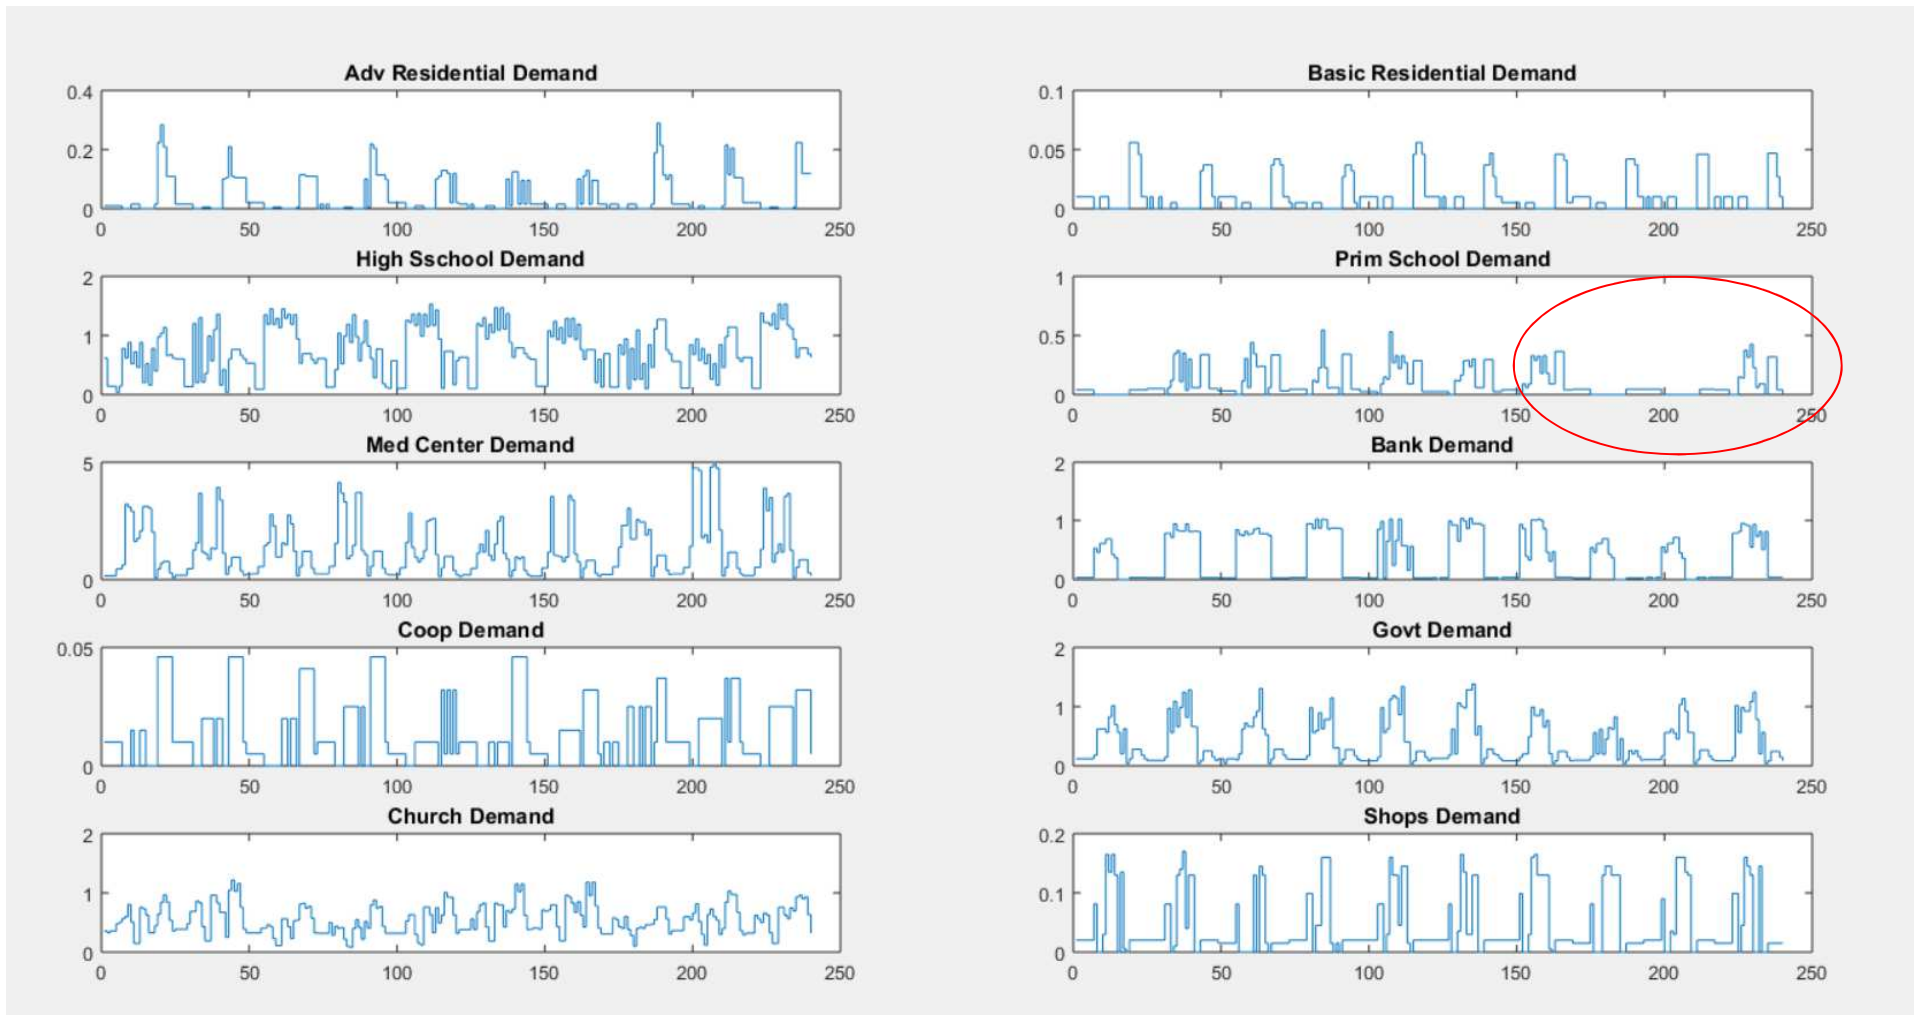 Adv Residential Demand
0.4
0.2
0
0 50 100 150 200 250
Basic Residential Demand
0.1
0.05
0
0 50 100 150 200 250
High Sschool Demand
2
1
0
0 50 100 150 200 250
Prim School Demand
1
0.5
0
0 50 100 150 200 250
Med Center Demand
5
0
0 50 100 150 200 250
Bank Demand
2
1
0
0 50 100 150 200 250
Coop Demand
0.05
0
0 50 100 150 200 250
Govt Demand
2
1
0
0 50 100 150 200 250
Church Demand
2
1
0
0 50 100 150 200 250
Shops Demand
0.2
0.1
0
0 50 100 150 200 250